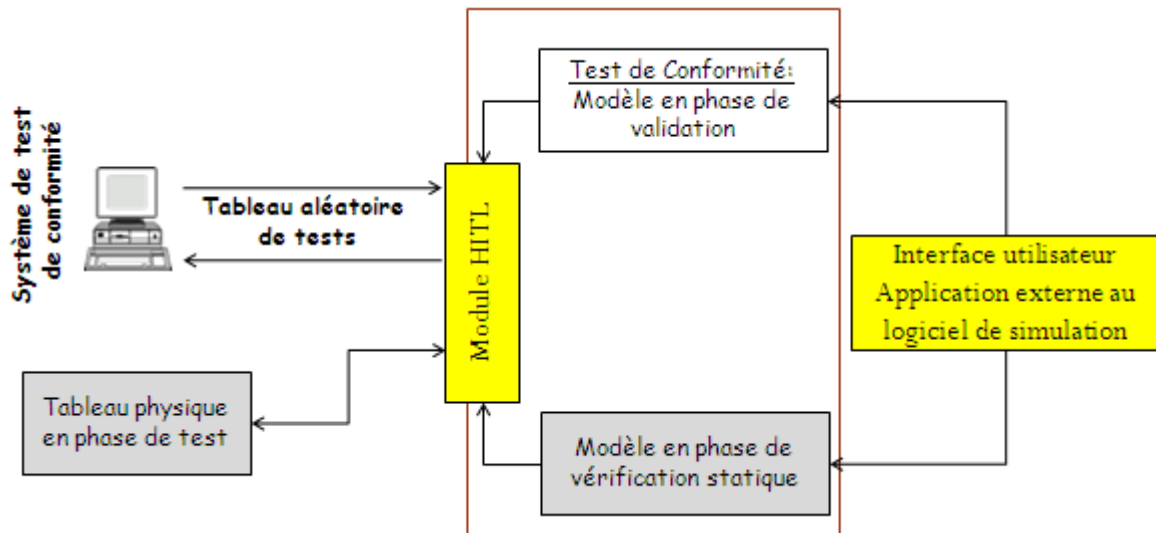 Système de test
de conformité
Tableau aléatoire
de tests
Tableau physique
en phase de test
Module HITL
Test de Conformité:
Modèle en phase de
validation
Modèle en phase de
vérification statique
Interface utilisateur
Application externe au
logiciel de simulation